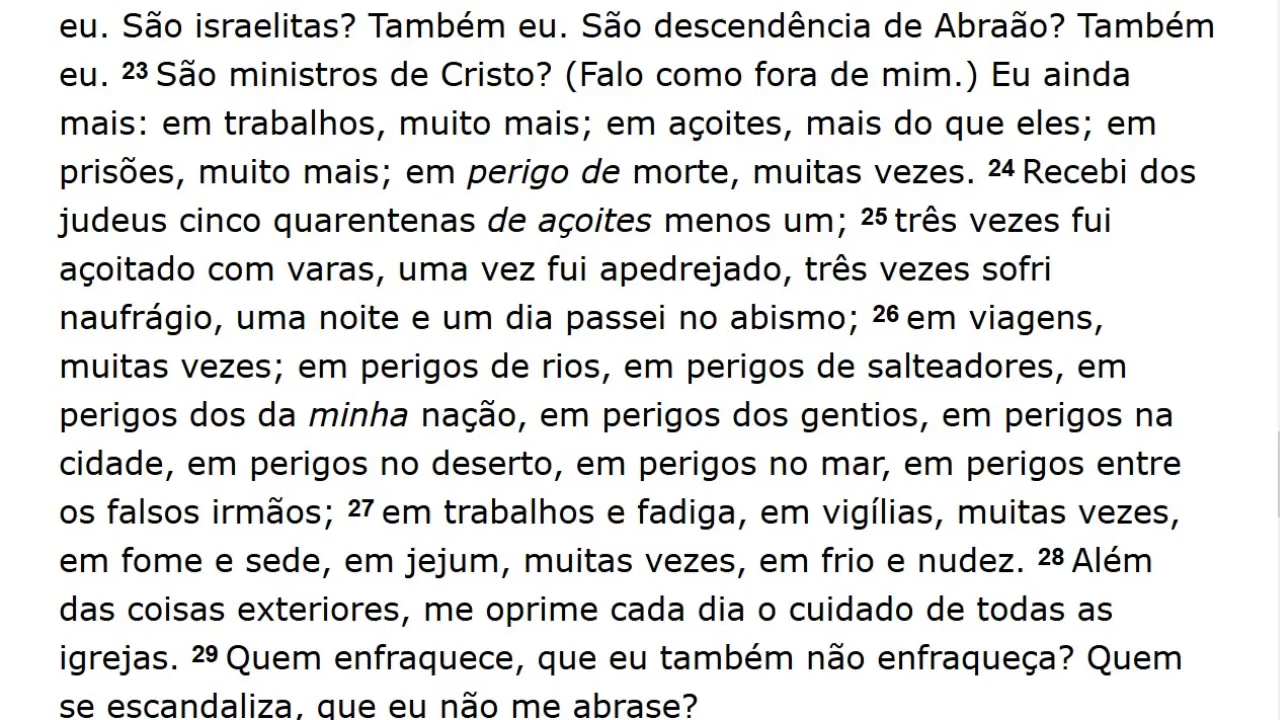 eu. São israelitas? Também eu. São descendência de Abraão? Também
eu. 23 São ministros de Cristo? (Falo como fora de mim.) Eu ainda
mais: em trabalhos, muito mais; em açoites, mais do que eles; em
prisões, muito mais; em perigo de morte, muitas vezes. 24 Recebi dos
judeus cinco quarentenas de açoites menos um; 25 três vezes fui
açoitado com varas, uma vez fui apedrejado, três vezes sofri
naufrágio, uma noite e um dia passei no abismo; 26 em viagens,
muitas vezes; em perigos de rios, em perigos de salteadores, em
perigos dos da minha nação, em perigos dos gentios, em perigos na
cidade, em perigos no deserto, em perigos no mar, em perigos entre
os falsos irmãos; 27 em trabalhos e fadiga, em vigílias, muitas vezes,
em fome e sede, em jejum, muitas vezes, em frio e nudez. 28 Além
das coisas exteriores, me oprime cada dia o cuidado de todas as
igrejas. 29 Quem enfraquece, que eu também não enfraqueça? Quem
se escandaliza, que eu não me abrase?